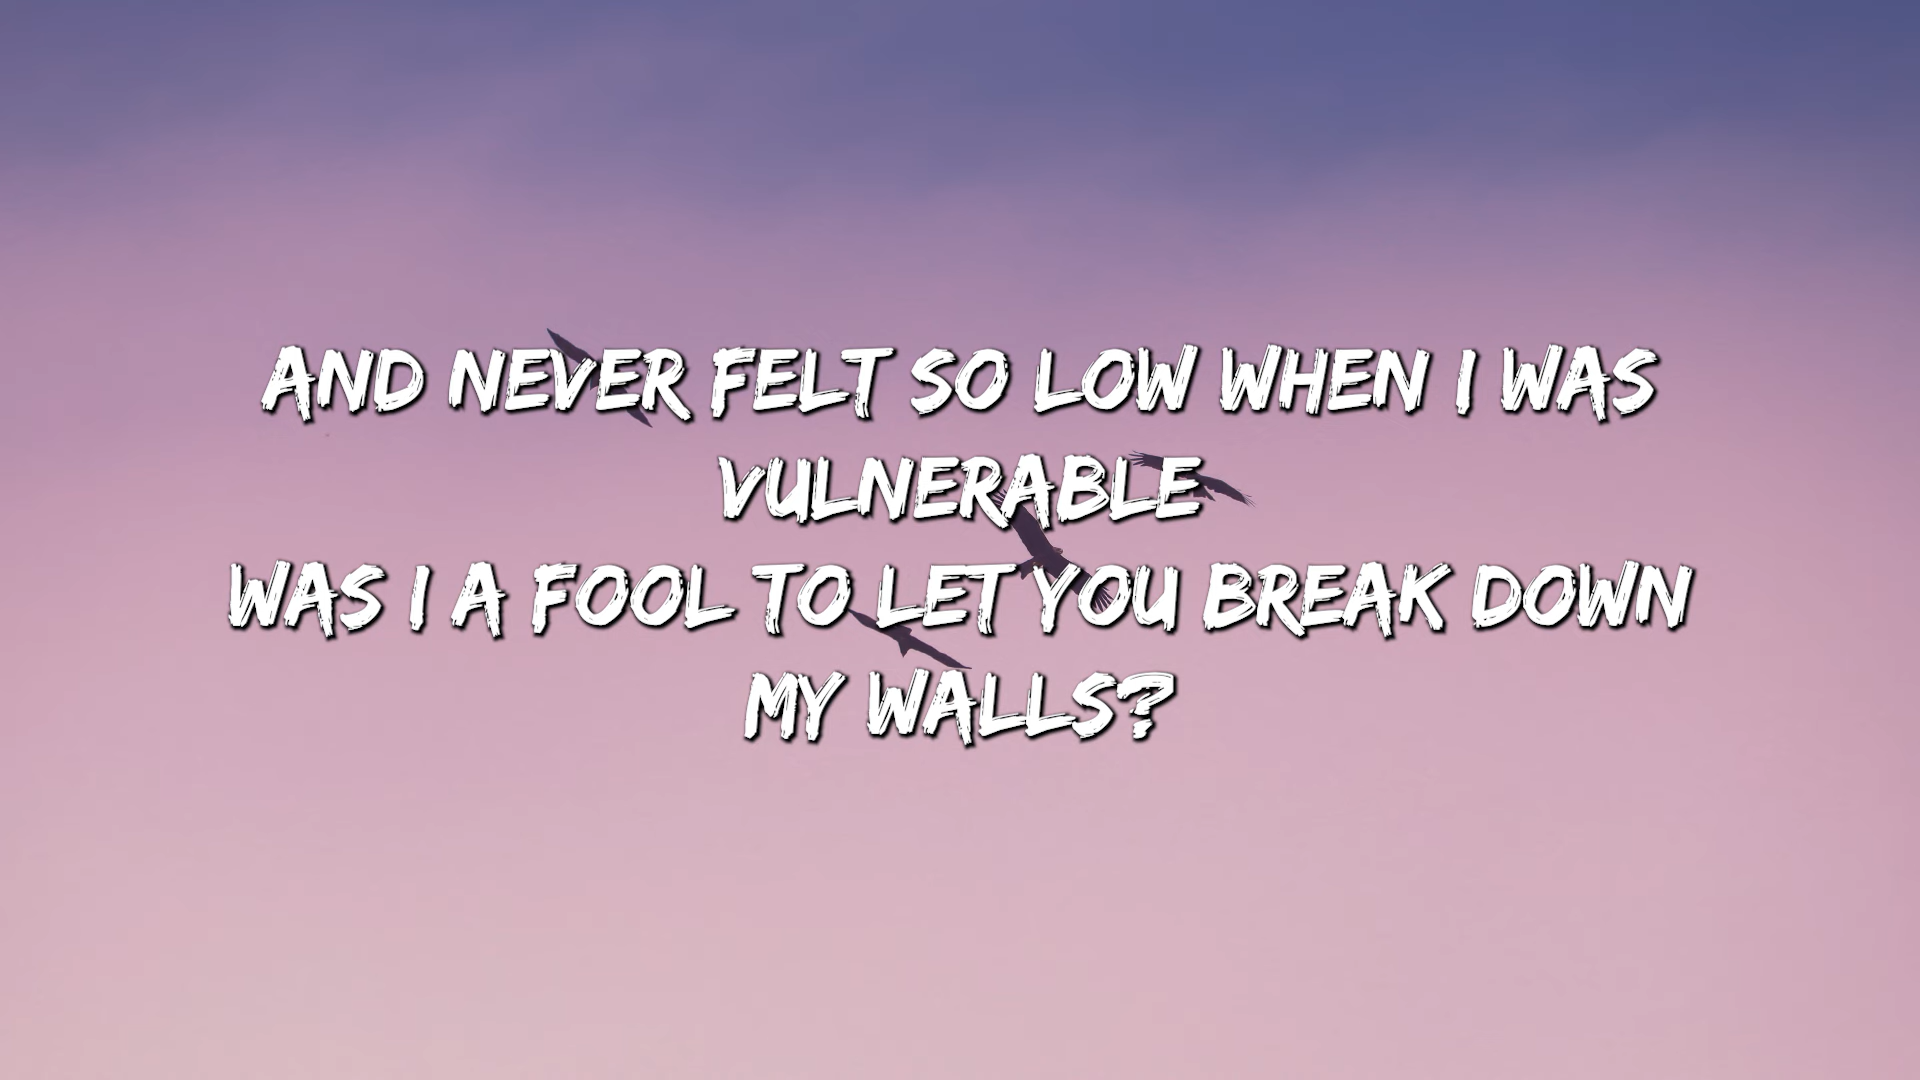 AND NEVER FELT SO LOW WHEN I WAS
VULNERABLE
WAS I A FOOL TO LET YOU BREAK DOWN
MY WALLS?